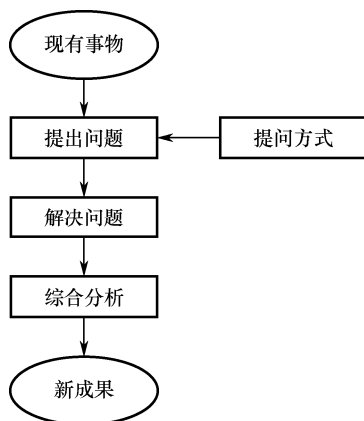 现有事物
提出问题
提问方式
解决问题
综合分析
新成果